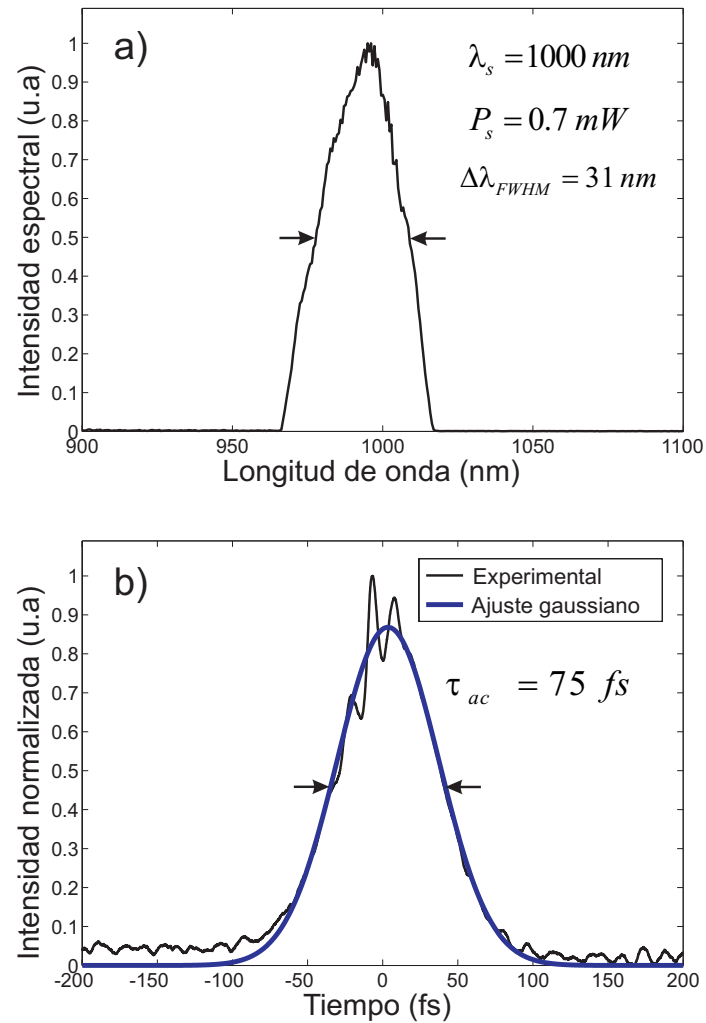 a)
λs = 1000 nm
Ps = 0.7 mW
ΔλFWHM = 31 nm
Intensidad espectral (u.a)
1
0.9
0.8
0.7
0.6
0.5
0.4
0.3
0.2
0.1
0
900 950 1000 1050 1100
Longitud de onda (nm)
b)
Experimental
Ajuste gaussiano
τac = 75 fs
Intensidad normalizada (u.a)
1
0.9
0.8
0.7
0.6
0.5
0.4
0.3
0.2
0.1
0
-200 -150 -100 -50 0 50 100 150 200
Tiempo (fs)